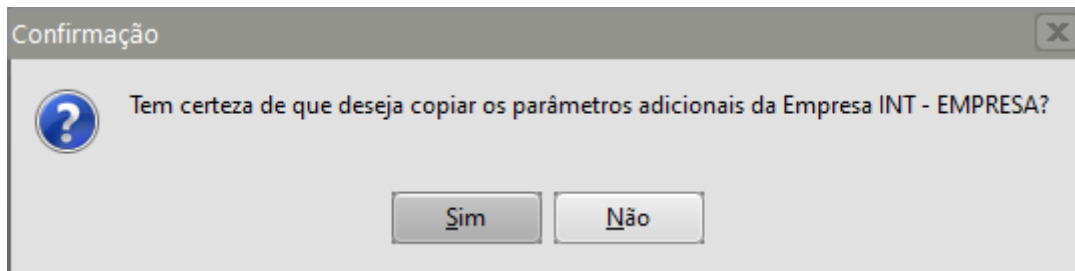 Confirmação
Tem certeza de que deseja copiar os parâmetros adicionais da Empresa INT - EMPRESA?
Sim
Não